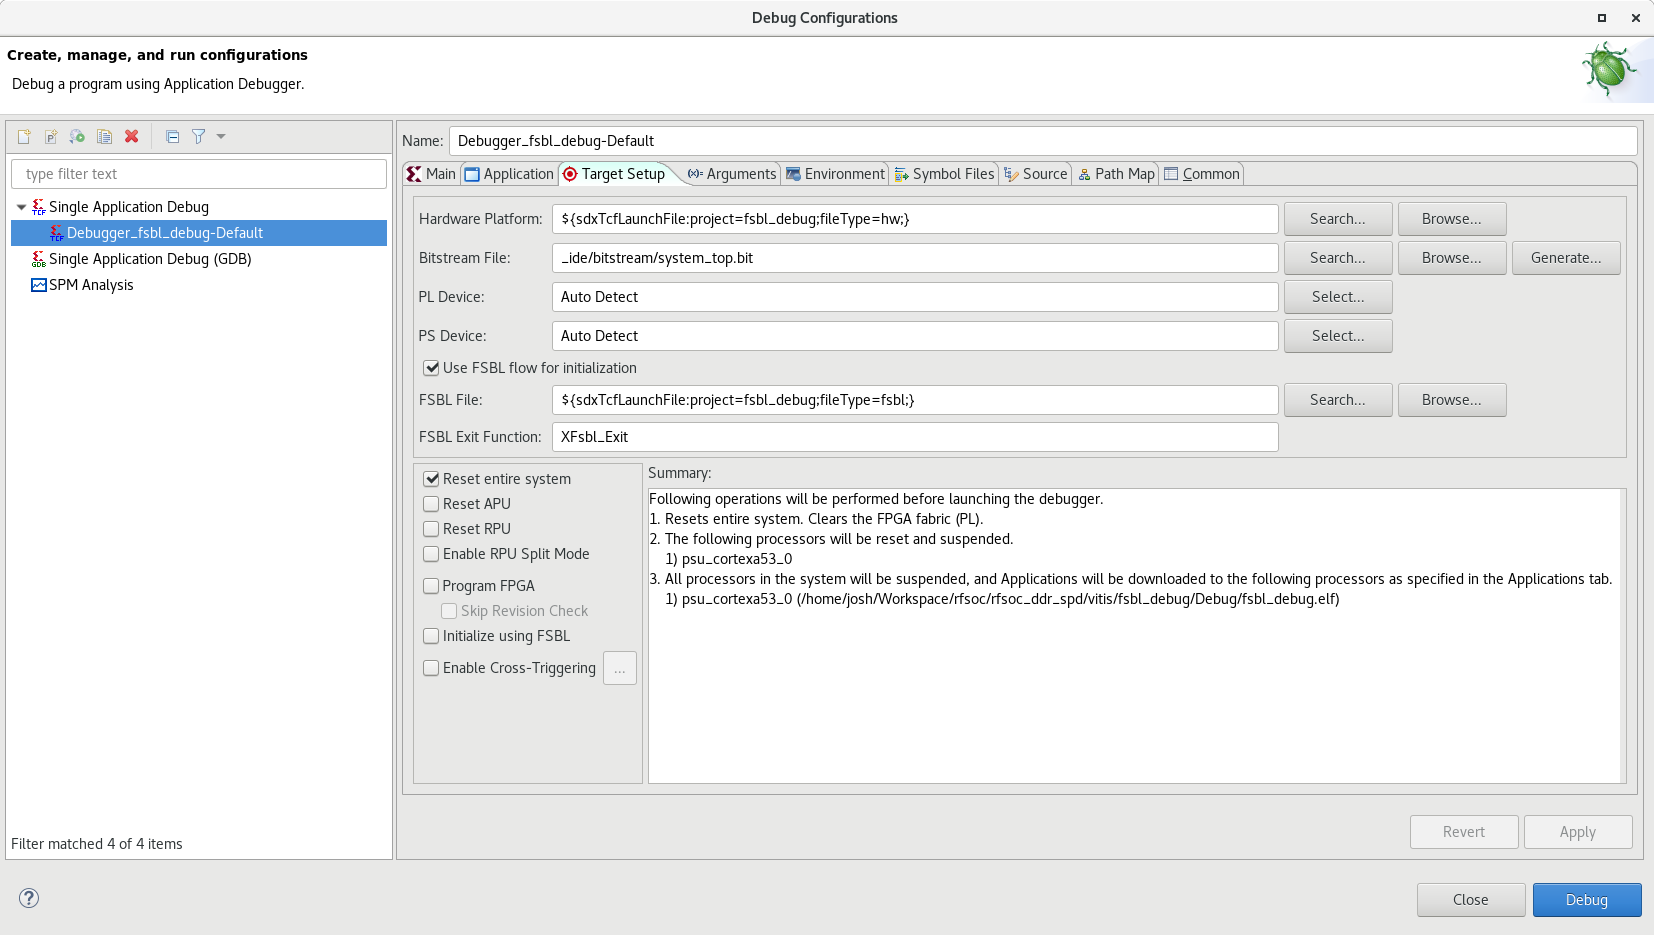 Debug Configurations
Create, manage, and run configurations
Debug a program using Application Debugger.
type filter text
Single Application Debug
Debugger_fsbl_debug-Default
Single Application Debug (GDB)
SPM Analysis
Filter matched 4 of 4 items
Name: Debugger_fsbl_debug-Default
Main Application Target Setup Arguments Environment Symbol Files Source Path Map Common
Hardware Platform: ${sdxTcfLaunchFile:project=fsbl_debug;fileType=hw;} Search... Browse...
Bitstream File: _ide/bitstream/system_top.bit Search... Browse... Generate...
PL Device: Auto Detect Select...
PS Device: Auto Detect Select...
Use FSBL flow for initialization
FSBL File: ${sdxTcfLaunchFile:project=fsbl_debug;fileType=fsbl;} Search... Browse...
FSBL Exit Function: XFsbl_Exit
Reset entire system
Reset APU
Reset RPU
Enable RPU Split Mode
Program FPGA
Skip Revision Check
Initialize using FSBL
Enable Cross-Triggering ...
Summary:
Following operations will be performed before launching the debugger.
1. Resets entire system. Clears the FPGA fabric (PL).
2. The following processors will be reset and suspended.
1) psu_cortexa53_0
3. All processors in the system will be suspended, and Applications will be downloaded to the following processors as specified in the Applications tab.
1) psu_cortexa53_0 (/home/josh/Workspace/rfsoc/rfsoc_ddr_spd/vitis/fsbl_debug/Debug/fsbl_debug.elf)
Revert Apply
? Close Debug